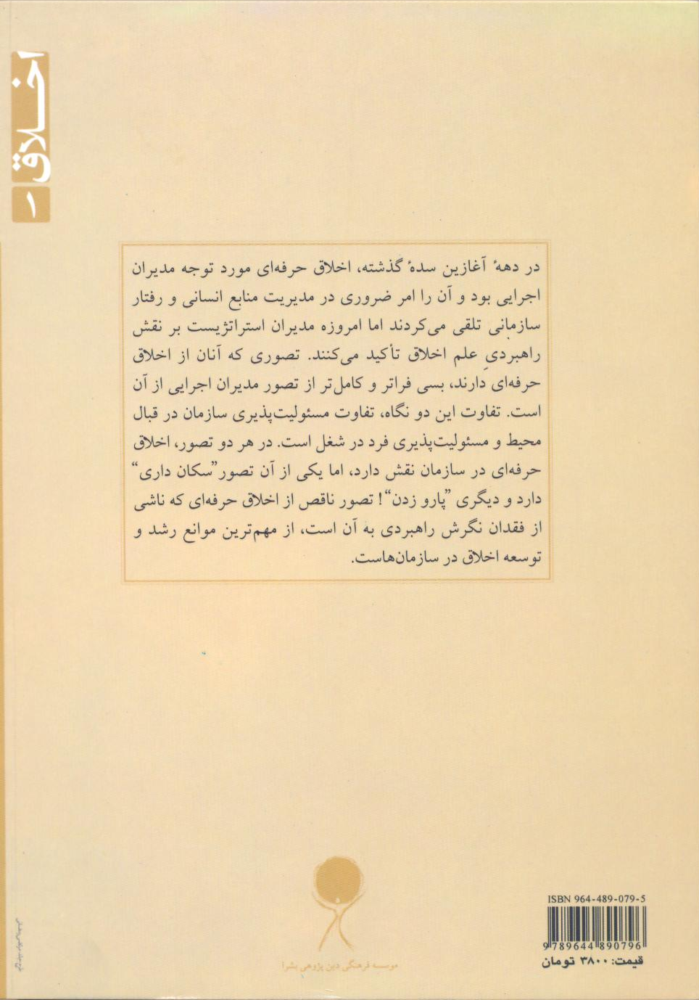 اخلاق
۱
در دههٔ آغازین سدهٔ گذشته، اخلاق حرفه‌ای مورد توجه مدیران
اجرایی بود و آن را امر ضروری در مدیریت منابع انسانی و رفتار
سازمانی تلقی می‌کردند اما امروزه مدیران استراتژیست بر نقش
راهبردیِ علم اخلاق تأکید می‌کنند. تصوری که آنان از اخلاق
حرفه‌ای دارند، بسی فراتر و کامل‌تر از تصور مدیران اجرایی از آن
است. تفاوت این دو نگاه، تفاوت مسئولیت‌پذیری سازمان در قبال
محیط و مسئولیت‌پذیری فرد در شغل است. در هر دو تصور، اخلاق
حرفه‌ای در سازمان نقش دارد، اما یکی از آن تصور”سکان داری“
دارد و دیگری ”پارو زدن“! تصور ناقص از اخلاق حرفه‌ای که ناشی
از فقدان نگرش راهبردی به آن است، از مهم‌ترین موانع رشد و
توسعه اخلاق در سازمان‌هاست.
موسسه فرهنگی دین پژوهی بشرا
ISBN 964-489-079-5
9789644890796
قیمت: ۳۸۰۰ تومان